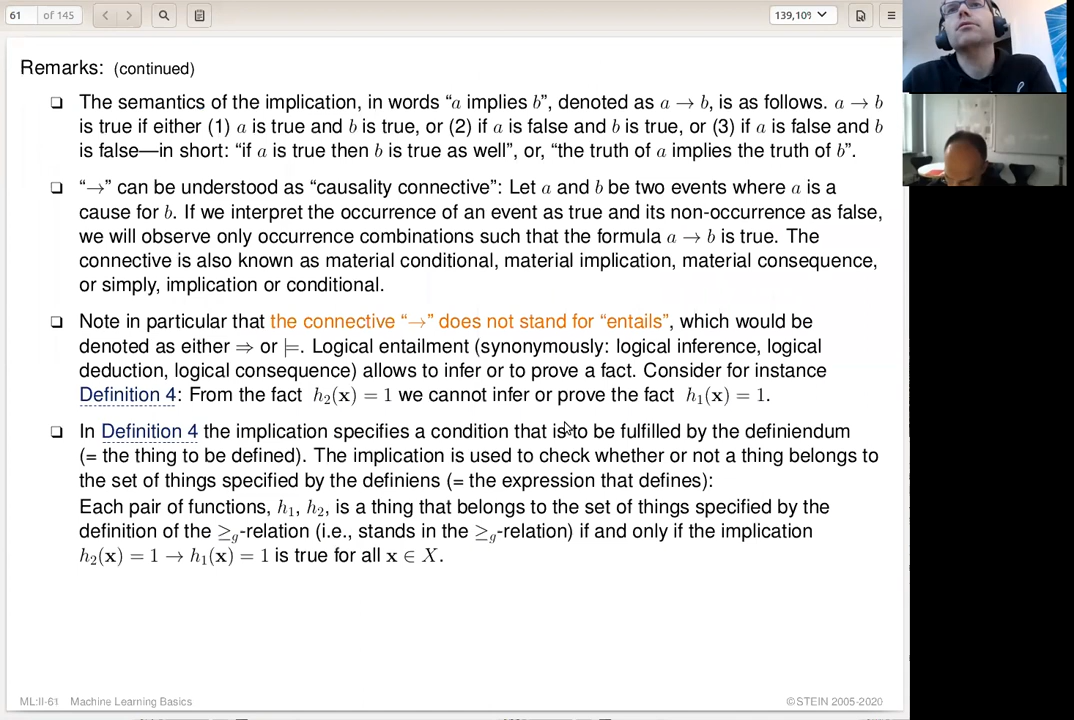 61 of 145 139,10%
Remarks: (continued)
❑ The semantics of the implication, in words “a implies b”, denoted as a → b, is as follows. a → b
is true if either (1) a is true and b is true, or (2) if a is false and b is true, or (3) if a is false and b
is false—in short: “if a is true then b is true as well”, or, “the truth of a implies the truth of b”.
❑ “→” can be understood as “causality connective”: Let a and b be two events where a is a
cause for b. If we interpret the occurrence of an event as true and its non-occurrence as false,
we will observe only occurrence combinations such that the formula a → b is true. The
connective is also known as material conditional, material implication, material consequence,
or simply, implication or conditional.
❑ Note in particular that the connective “→” does not stand for “entails”, which would be
denoted as either ⇒ or ⊨. Logical entailment (synonymously: logical inference, logical
deduction, logical consequence) allows to infer or to prove a fact. Consider for instance
Definition 4: From the fact h₂(x) = 1 we cannot infer or prove the fact h₁(x) = 1.
❑ In Definition 4 the implication specifies a condition that is to be fulfilled by the definiendum
(= the thing to be defined). The implication is used to check whether or not a thing belongs to
the set of things specified by the definiens (= the expression that defines):
Each pair of functions, h₁, h₂, is a thing that belongs to the set of things specified by the
definition of the ≥g-relation (i.e., stands in the ≥g-relation) if and only if the implication
h₂(x) = 1 → h₁(x) = 1 is true for all x ∈ X.
ML:II-61 Machine Learning Basics ©STEIN 2005-2020